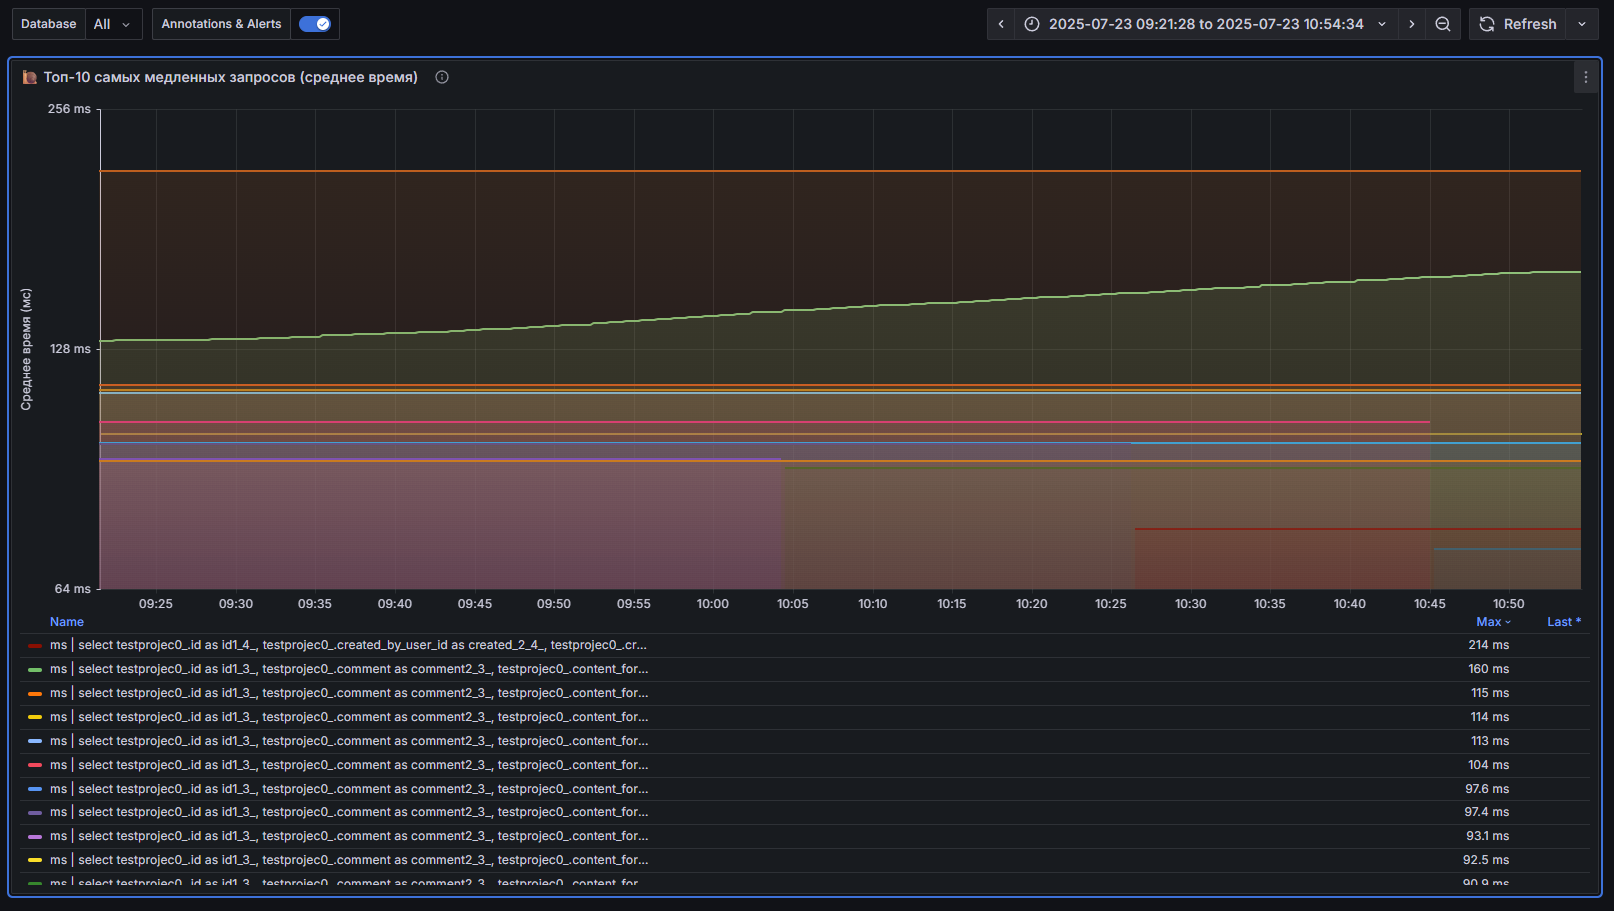 Database All Annotations & Alerts 2025-07-23 09:21:28 to 2025-07-23 10:54:34 Refresh
Топ-10 самых медленных запросов (среднее время)
Среднее время (мс)
256 ms
128 ms
64 ms
09:25 09:30 09:35 09:40 09:45 09:50 09:55 10:00 10:05 10:10 10:15 10:20 10:25 10:30 10:35 10:40 10:45 10:50
Name Max Last *
ms | select testprojec0_.id as id1_4_, testprojec0_.created_by_user_id as created_2_4_, testprojec0_.cr... 214 ms
ms | select testprojec0_.id as id1_3_, testprojec0_.comment as comment2_3_, testprojec0_.content_for... 160 ms
ms | select testprojec0_.id as id1_3_, testprojec0_.comment as comment2_3_, testprojec0_.content_for... 115 ms
ms | select testprojec0_.id as id1_3_, testprojec0_.comment as comment2_3_, testprojec0_.content_for... 114 ms
ms | select testprojec0_.id as id1_3_, testprojec0_.comment as comment2_3_, testprojec0_.content_for... 113 ms
ms | select testprojec0_.id as id1_3_, testprojec0_.comment as comment2_3_, testprojec0_.content_for... 104 ms
ms | select testprojec0_.id as id1_3_, testprojec0_.comment as comment2_3_, testprojec0_.content_for... 97.6 ms
ms | select testprojec0_.id as id1_3_, testprojec0_.comment as comment2_3_, testprojec0_.content_for... 97.4 ms
ms | select testprojec0_.id as id1_3_, testprojec0_.comment as comment2_3_, testprojec0_.content_for... 93.1 ms
ms | select testprojec0_.id as id1_3_, testprojec0_.comment as comment2_3_, testprojec0_.content_for... 92.5 ms
ms | select testprojec0_.id as id1_3_, testprojec0_.comment as comment2_3_, testprojec0_.content_for... 90.9 ms